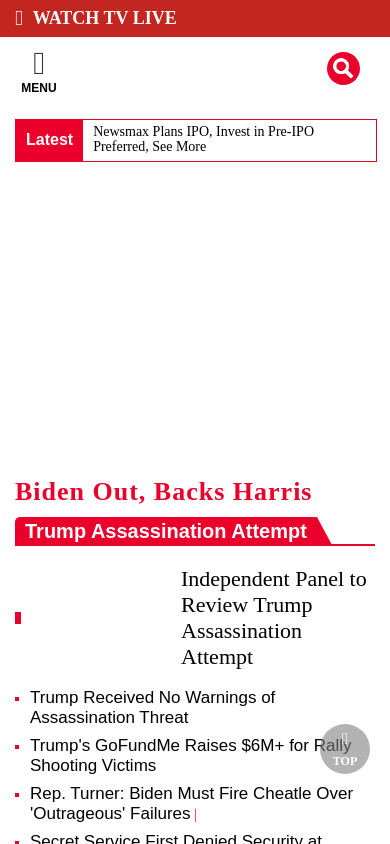 WATCH TV LIVE
MENU
Latest
Newsmax Plans IPO, Invest in Pre-IPO
Preferred, See More
Biden Out, Backs Harris
Trump Assassination Attempt
Independent Panel to
Review Trump
Assassination
Attempt
Trump Received No Warnings of
Assassination Threat
Trump's GoFundMe Raises $6M+ for Rally
Shooting Victims
TOP
Rep. Turner: Biden Must Fire Cheatle Over
'Outrageous' Failures |
Secret Service First Denied Security at